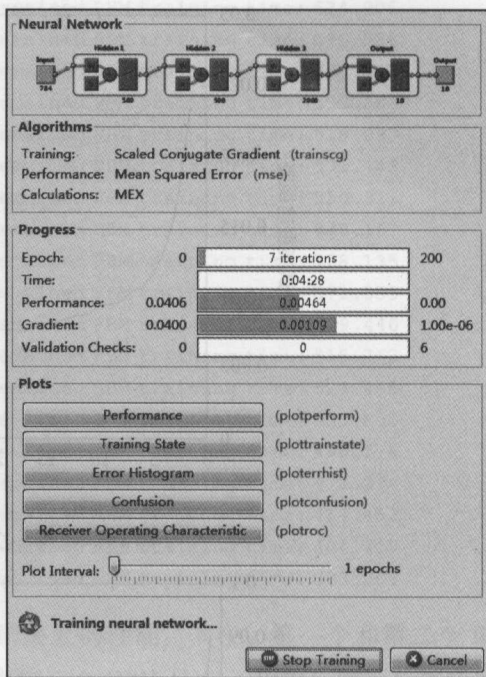 Neural Network
Hidden 1 Hidden 2 Hidden 3 Output
Input Output
784 500 500 2000 10 10
Algorithms
Training: Scaled Conjugate Gradient (trainscg)
Performance: Mean Squared Error (mse)
Calculations: MEX
Progress
Epoch: 0 7 iterations 200
Time: 0:04:28
Performance: 0.0406 0.00464 0.00
Gradient: 0.0400 0.00109 1.00e-06
Validation Checks: 0 0 6
Plots
Performance (plotperform)
Training State (plottrainstate)
Error Histogram (ploterrhist)
Confusion (plotconfusion)
Receiver Operating Characteristic (plotroc)
Plot Interval: 1 epochs
Training neural network...
Stop Training Cancel